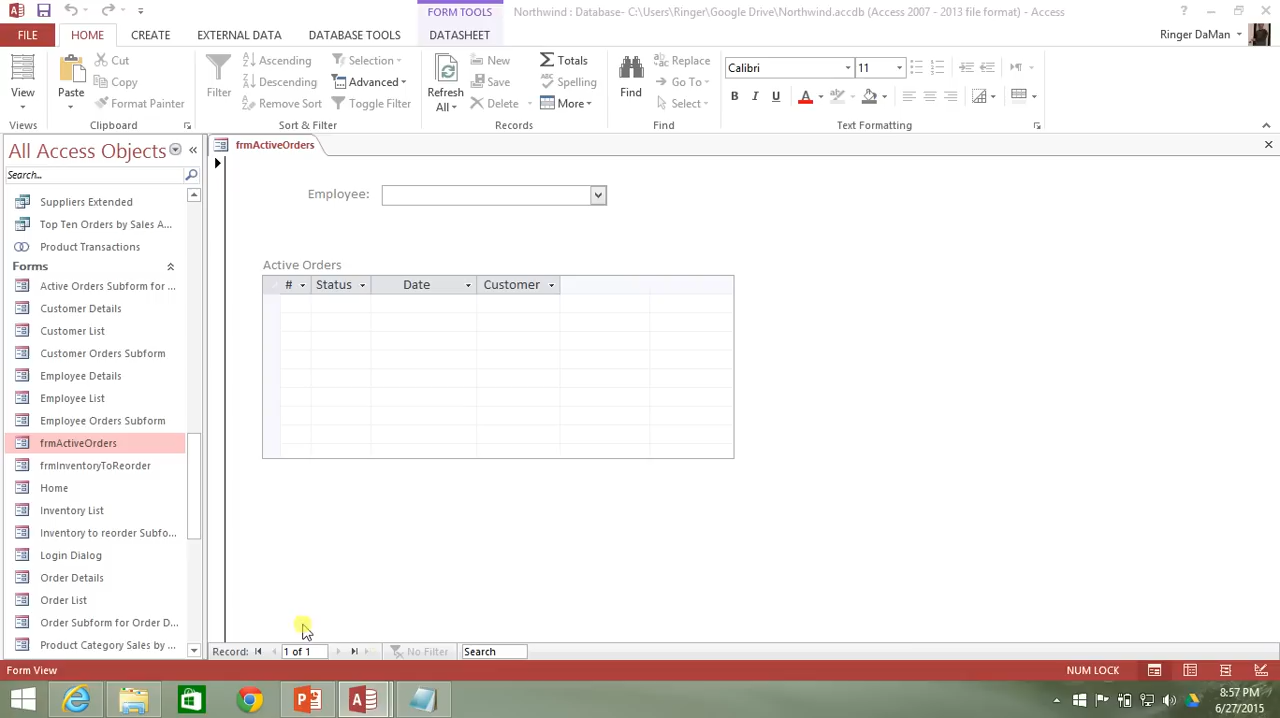 FORM TOOLS
Northwind : Database- C:\Users\Ringer\Google Drive\Northwind.accdb (Access 2007 - 2013 file format) - Access
FILE
HOME
CREATE
EXTERNAL DATA
DATABASE TOOLS
DATASHEET
Ringer DaMan
View
Views
Paste
Cut
Copy
Format Painter
Clipboard
Filter
Ascending
Descending
Remove Sort
Selection
Advanced
Toggle Filter
Sort & Filter
Refresh
All
New
Save
Delete
Totals
Spelling
More
Records
Find
Replace
Go To
Select
Find
Calibri
11
B I U
Text Formatting
All Access Objects
Search...
Suppliers Extended
Top Ten Orders by Sales A...
Product Transactions
Forms
Active Orders Subform for ...
Customer Details
Customer List
Customer Orders Subform
Employee Details
Employee List
Employee Orders Subform
frmActiveOrders
frmInventoryToReorder
Home
Inventory List
Inventory to reorder Subfo...
Login Dialog
Order Details
Order List
Order Subform for Order D...
Product Category Sales by ...
frmActiveOrders
Employee:
Active Orders
# Status Date Customer
Record: 1 of 1 No Filter Search
Form View
NUM LOCK
8:57 PM
6/27/2015